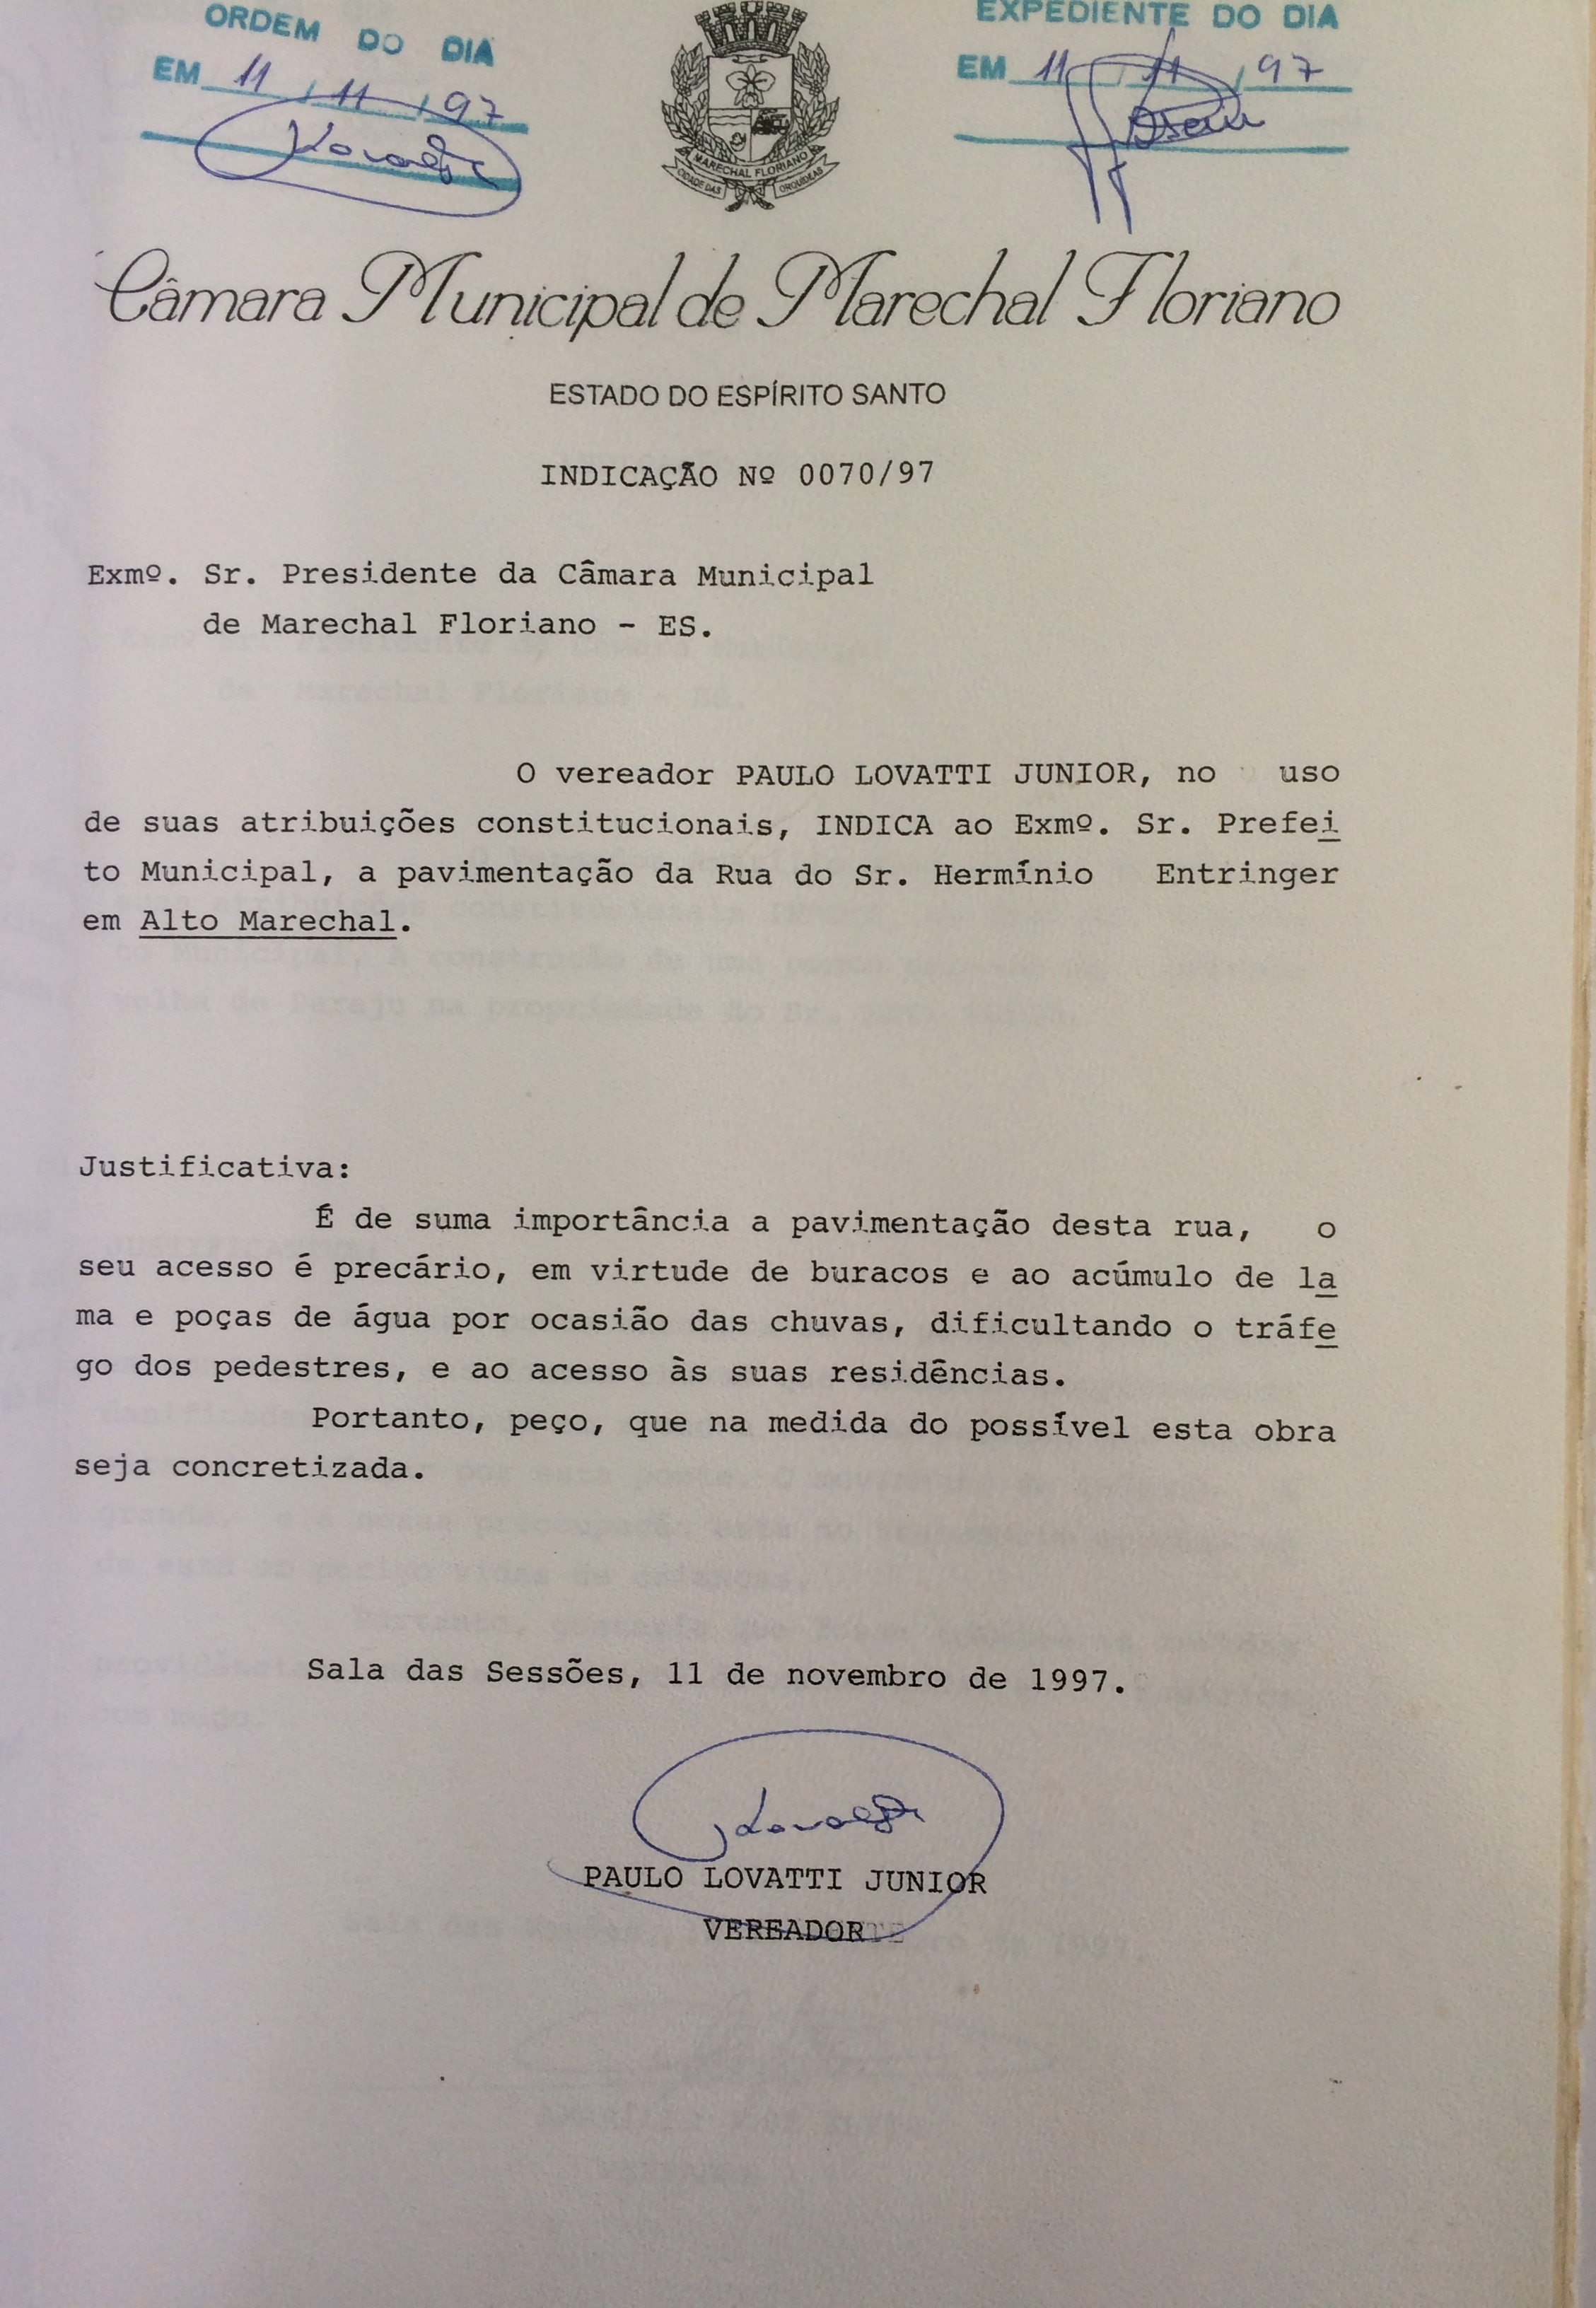 ORDEM DO DIA
EM 11 / 11 / 97
EXPEDIENTE DO DIA
EM 11 / 11 / 97
MARECHAL FLORIANO
CIDADE DAS ORQUÍDEAS
Câmara Municipal de Marechal Floriano
ESTADO DO ESPÍRITO SANTO
INDICAÇÃO Nº 0070/97
Exmº. Sr. Presidente da Câmara Municipal
de Marechal Floriano - ES.
O vereador PAULO LOVATTI JUNIOR, no uso
de suas atribuições constitucionais, INDICA ao Exmº. Sr. Prefei
to Municipal, a pavimentação da Rua do Sr. Hermínio Entringer
em Alto Marechal.
Justificativa:
É de suma importância a pavimentação desta rua, o
seu acesso é precário, em virtude de buracos e ao acúmulo de la
ma e poças de água por ocasião das chuvas, dificultando o tráfe
go dos pedestres, e ao acesso às suas residências.
Portanto, peço, que na medida do possível esta obra
seja concretizada.
Sala das Sessões, 11 de novembro de 1997.
PAULO LOVATTI JUNIOR
VEREADOR